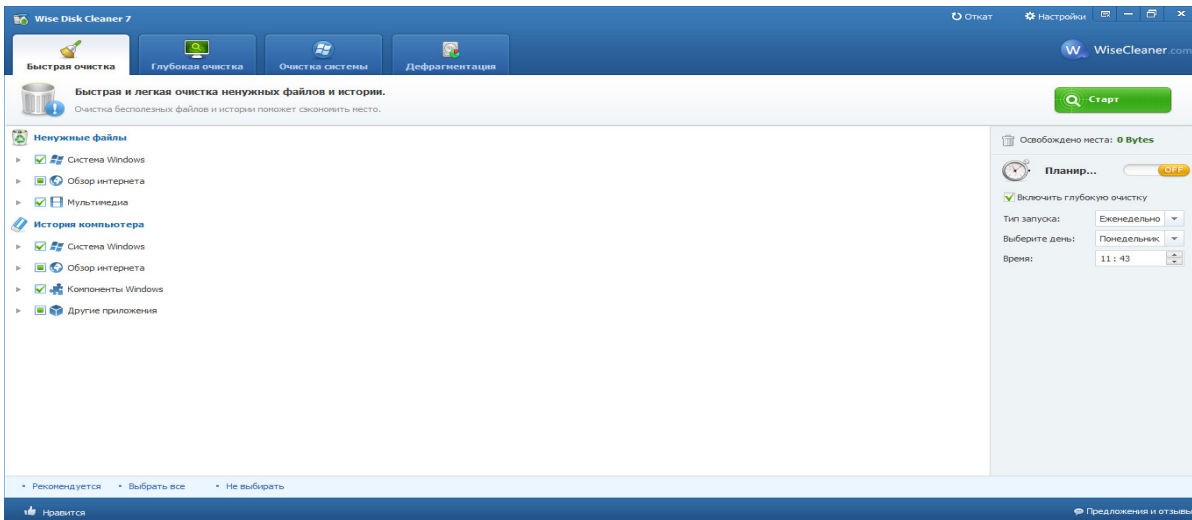 Wise Disk Cleaner 7
Откат
Настройки
Быстрая очистка
Глубокая очистка
Очистка системы
Дефрагментация
W WiseCleaner.com
Быстрая и легкая очистка ненужных файлов и истории.
Очистка бесполезных файлов и истории поможет сэкономить место.
Старт
Ненужные файлы
Система Windows
Обзор интернета
Мультимедиа
История компьютера
Система Windows
Обзор интернета
Компоненты Windows
Другие приложения
Освобождено места: 0 Bytes
Планир... OFF
Включить глубокую очистку
Тип запуска: Еженедельно
Выберите день: Понедельник
Время: 11 : 43
• Рекомендуется • Выбрать все • Не выбирать
Нравится
Предложения и отзывы